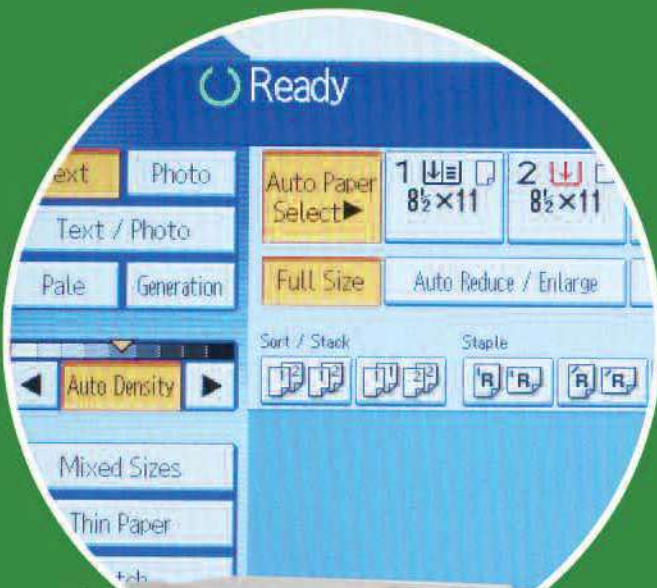 Ready
Text Photo
Auto Paper Select▶
1 8½×11
2 8½×11
Text / Photo
Pale Generation
Full Size Auto Reduce / Enlarge
Sort / Stack Staple
◀ Auto Density ▶
Mixed Sizes
Thin Paper